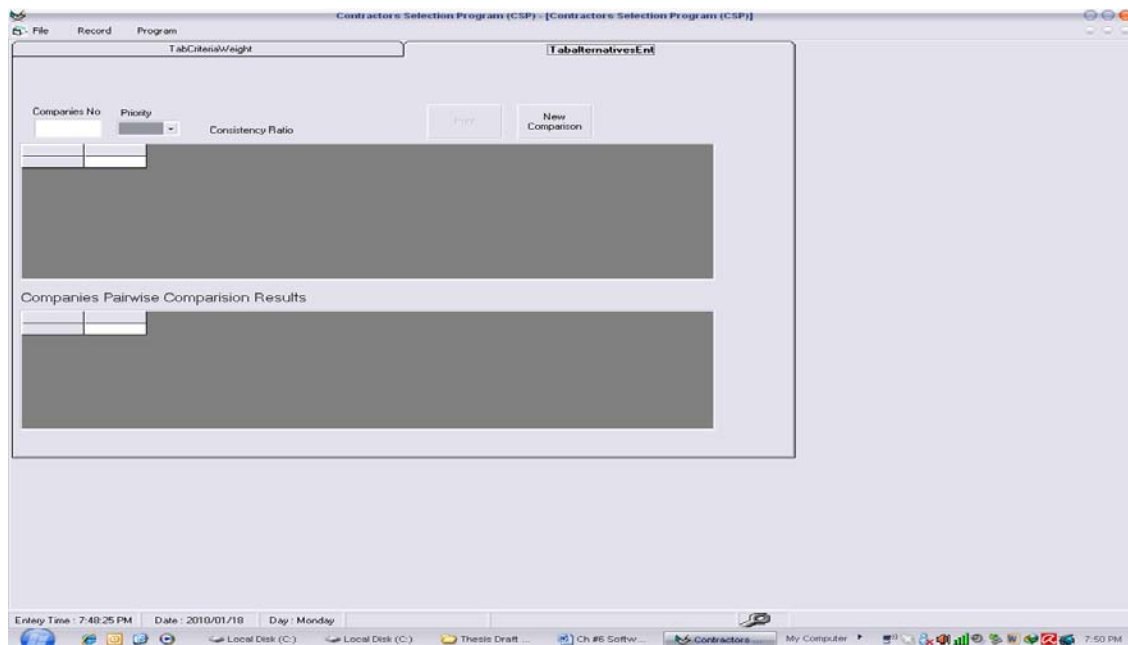 Contractors Selection Program (CSP) - [Contractors Selection Program (CSP)]
File Record Program
TabCriteriaWeight TabalternativesEnt
Companies No Priority
Consistency Ratio
Print
New
Comparison
Companies Pairwise Comparision Results
Entery Time : 7:48:25 PM Date : 2010/01/18 Day : Monday
Local Disk (C:) Local Disk (C:) Thesis Draft ... Ch #6 Softw... Contractors ... My Computer 7:50 PM